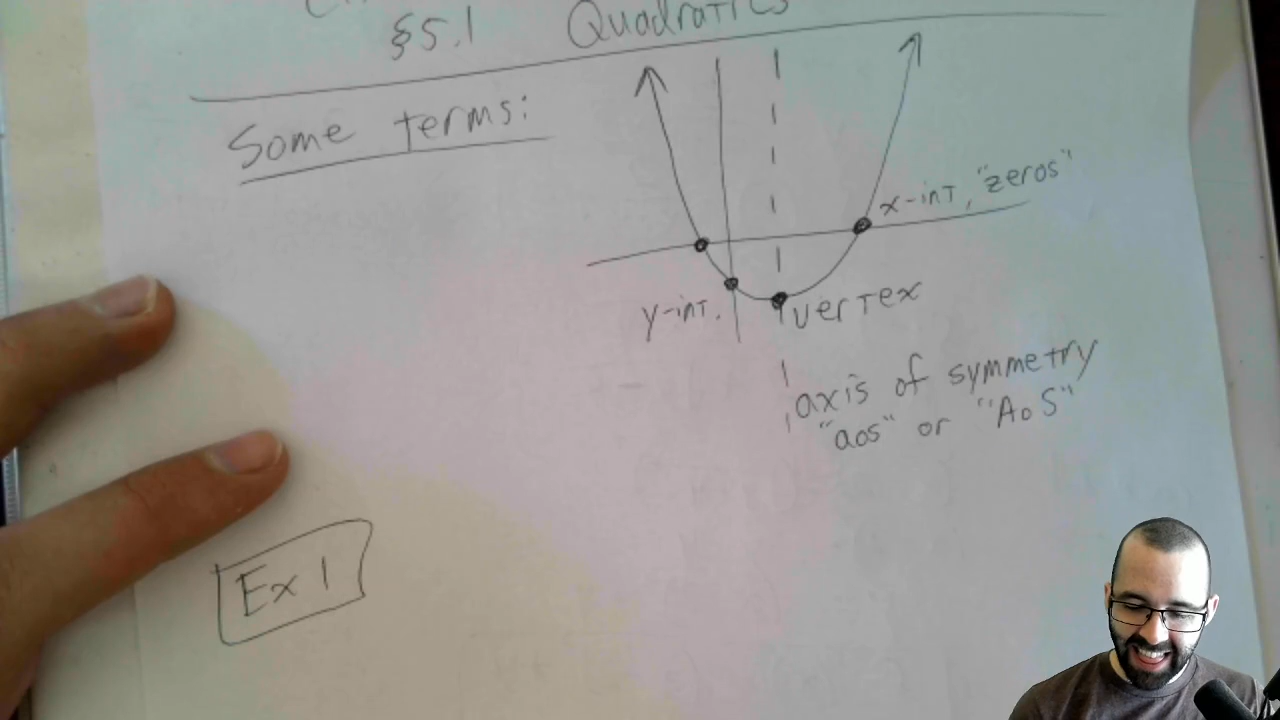 §5.1 Quadratics
Some terms:
x-int, "zeros"
y-int.
vertex
axis of symmetry
"aos" or "AoS"
Ex 1